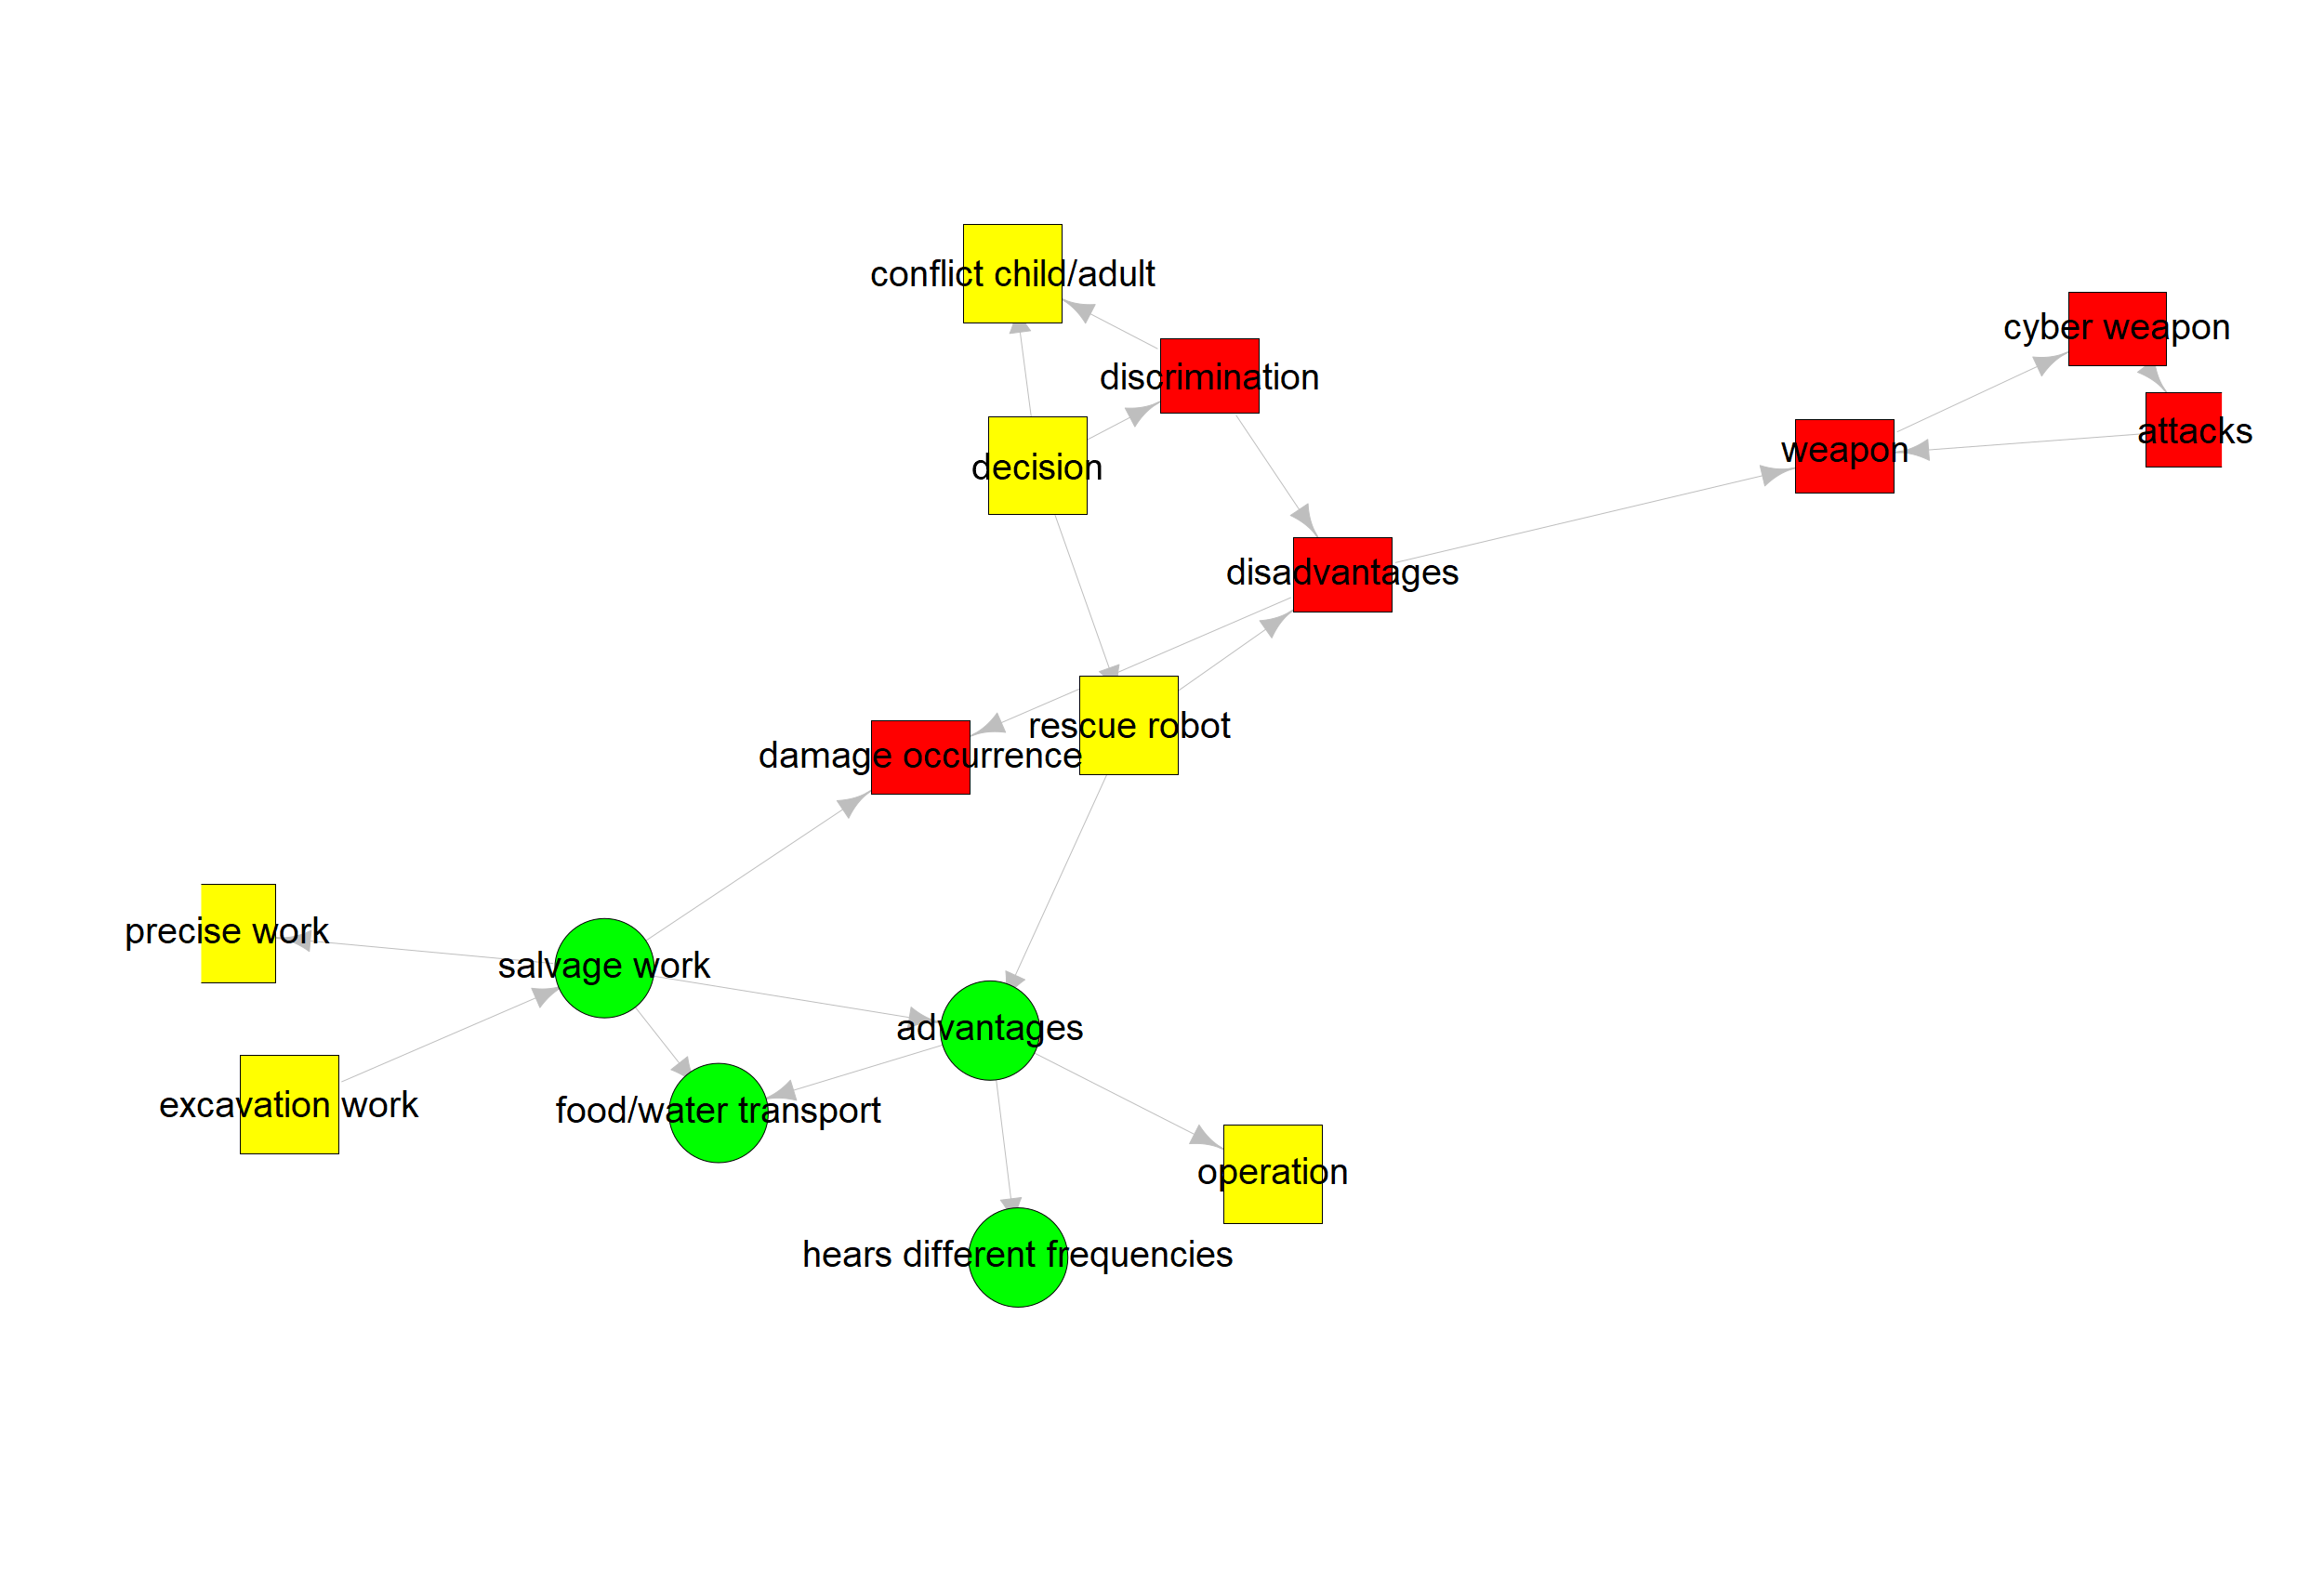 conflict child/adult
cyber weapon
discrimination
attacks
weapon
decision
disadvantages
rescue robot
damage occurrence
precise work
salvage work
advantages
excavation work
food/water transport
operation
hears different frequencies